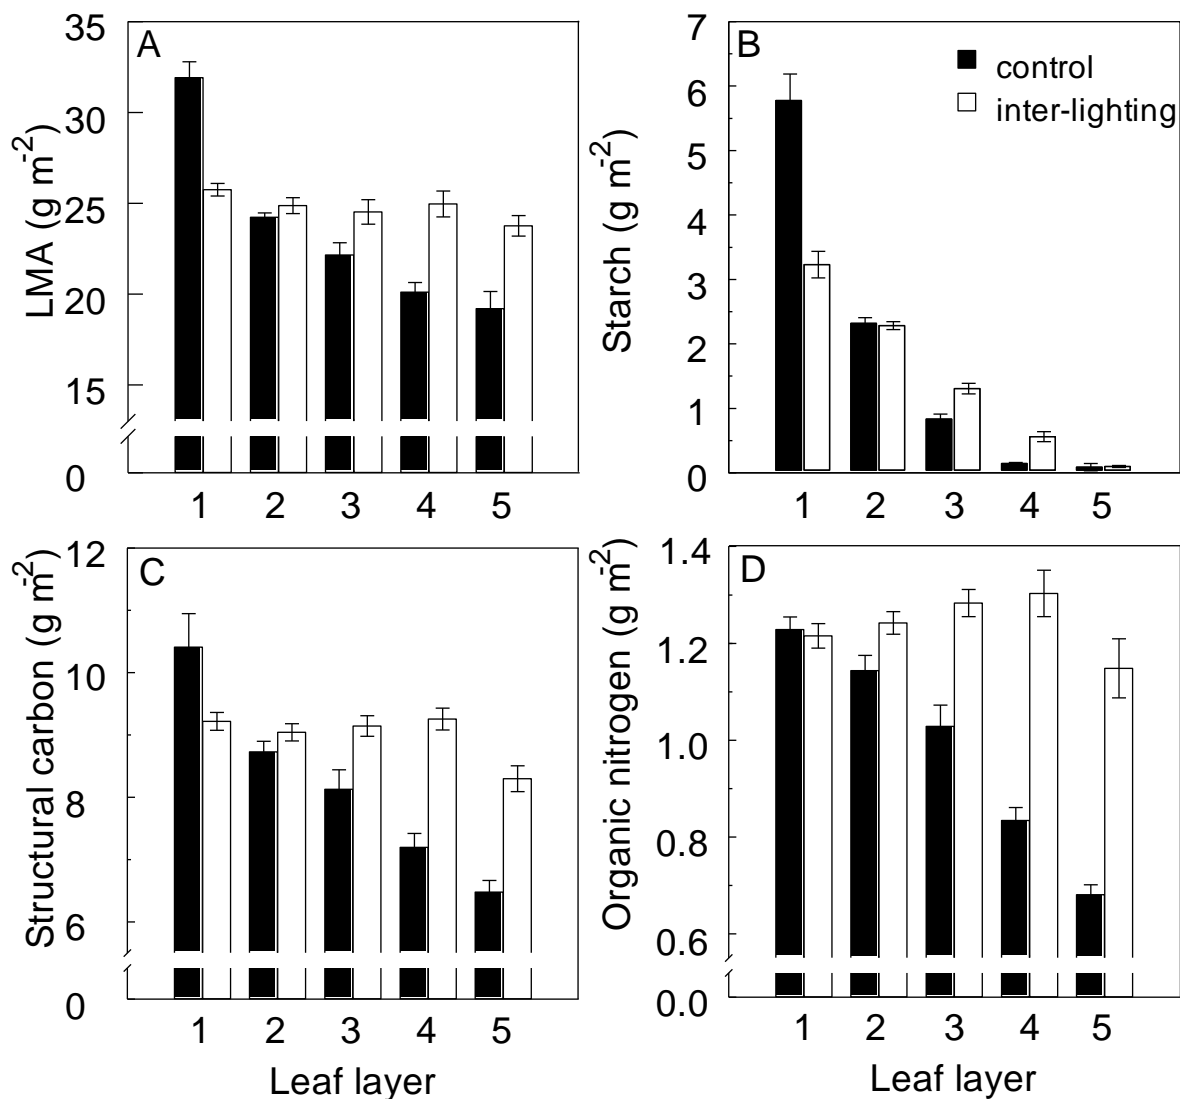 A
LMA (g m-2)
35
30
25
20
15
0
1 2 3 4 5
B
control
inter-lighting
Starch (g m-2)
7
6
5
4
3
2
1
0
1 2 3 4 5
C
Structural carbon (g m-2)
12
10
8
6
0
1 2 3 4 5
Leaf layer
D
Organic nitrogen (g m-2)
1.4
1.2
1.0
0.8
0.6
0.0
1 2 3 4 5
Leaf layer